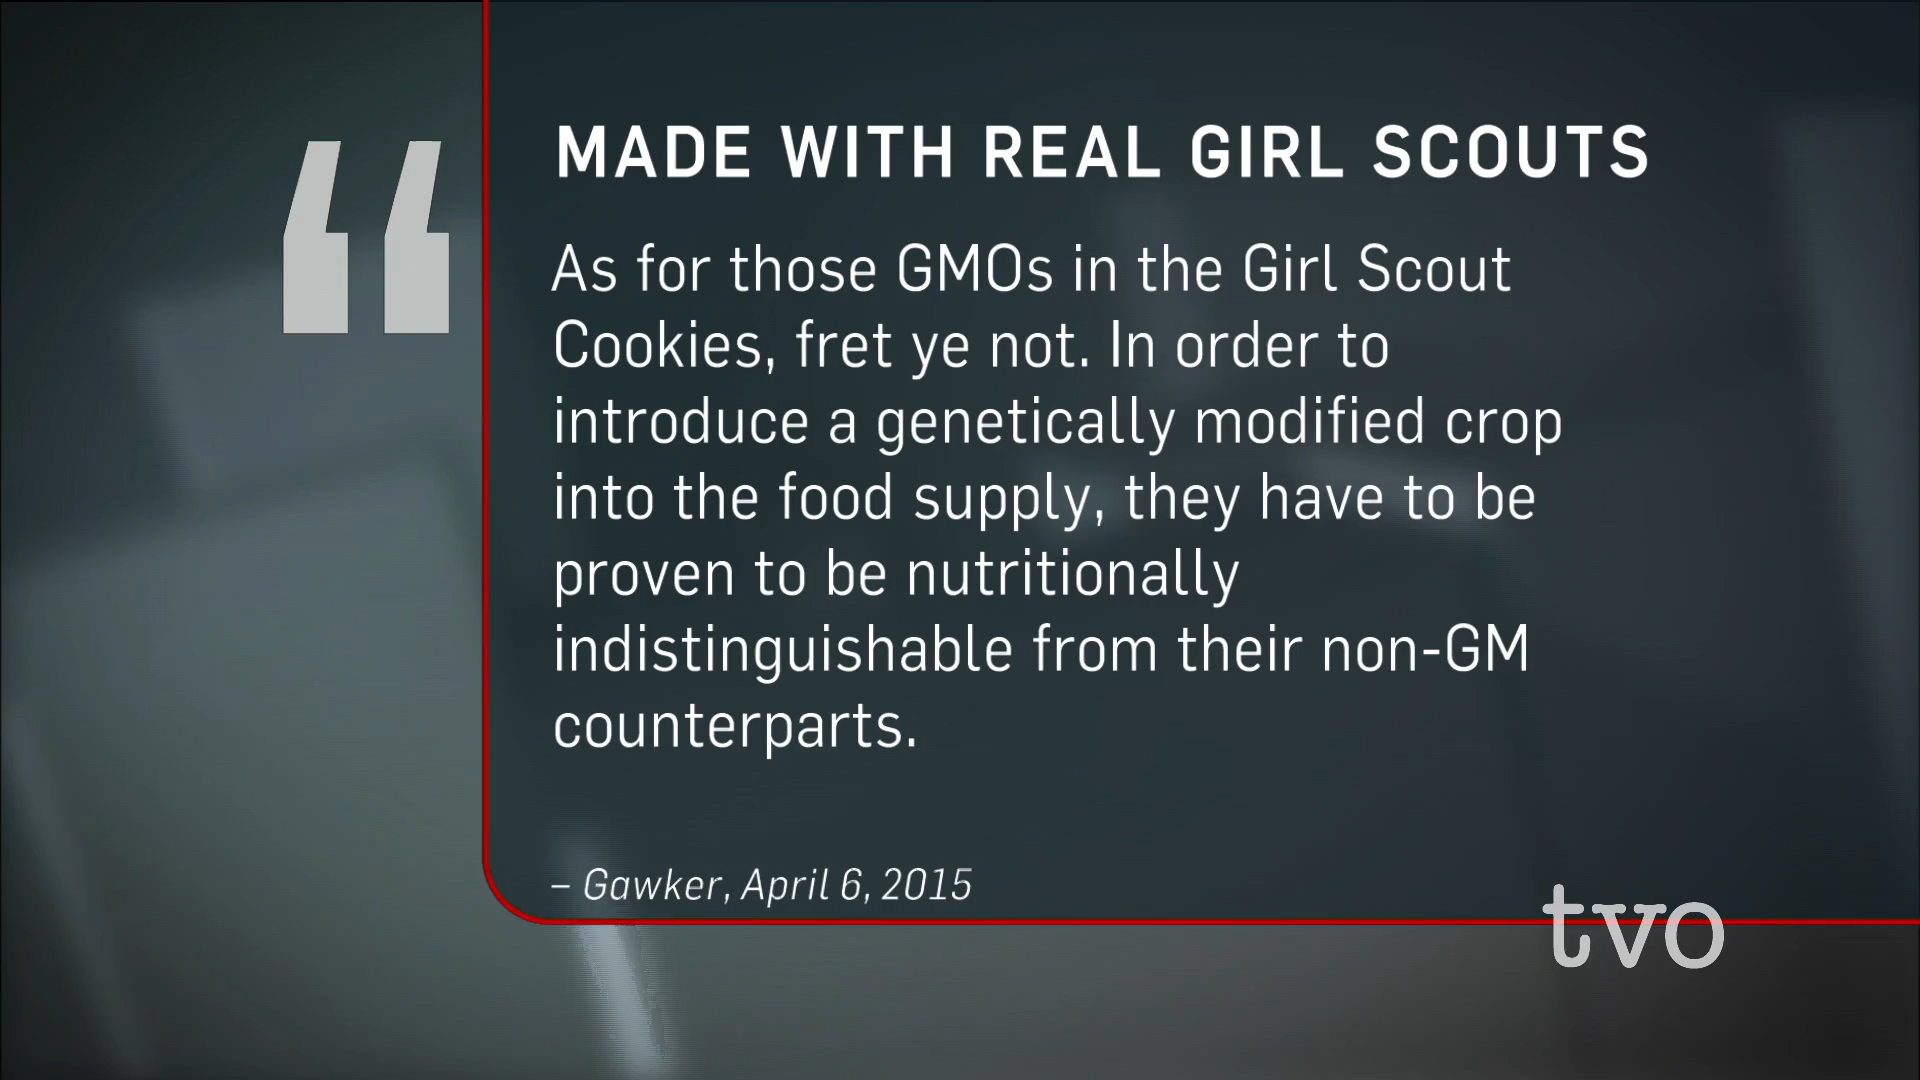 “
MADE WITH REAL GIRL SCOUTS
As for those GMOs in the Girl Scout
Cookies, fret ye not. In order to
introduce a genetically modified crop
into the food supply, they have to be
proven to be nutritionally
indistinguishable from their non-GM
counterparts.
– Gawker, April 6, 2015
tvo